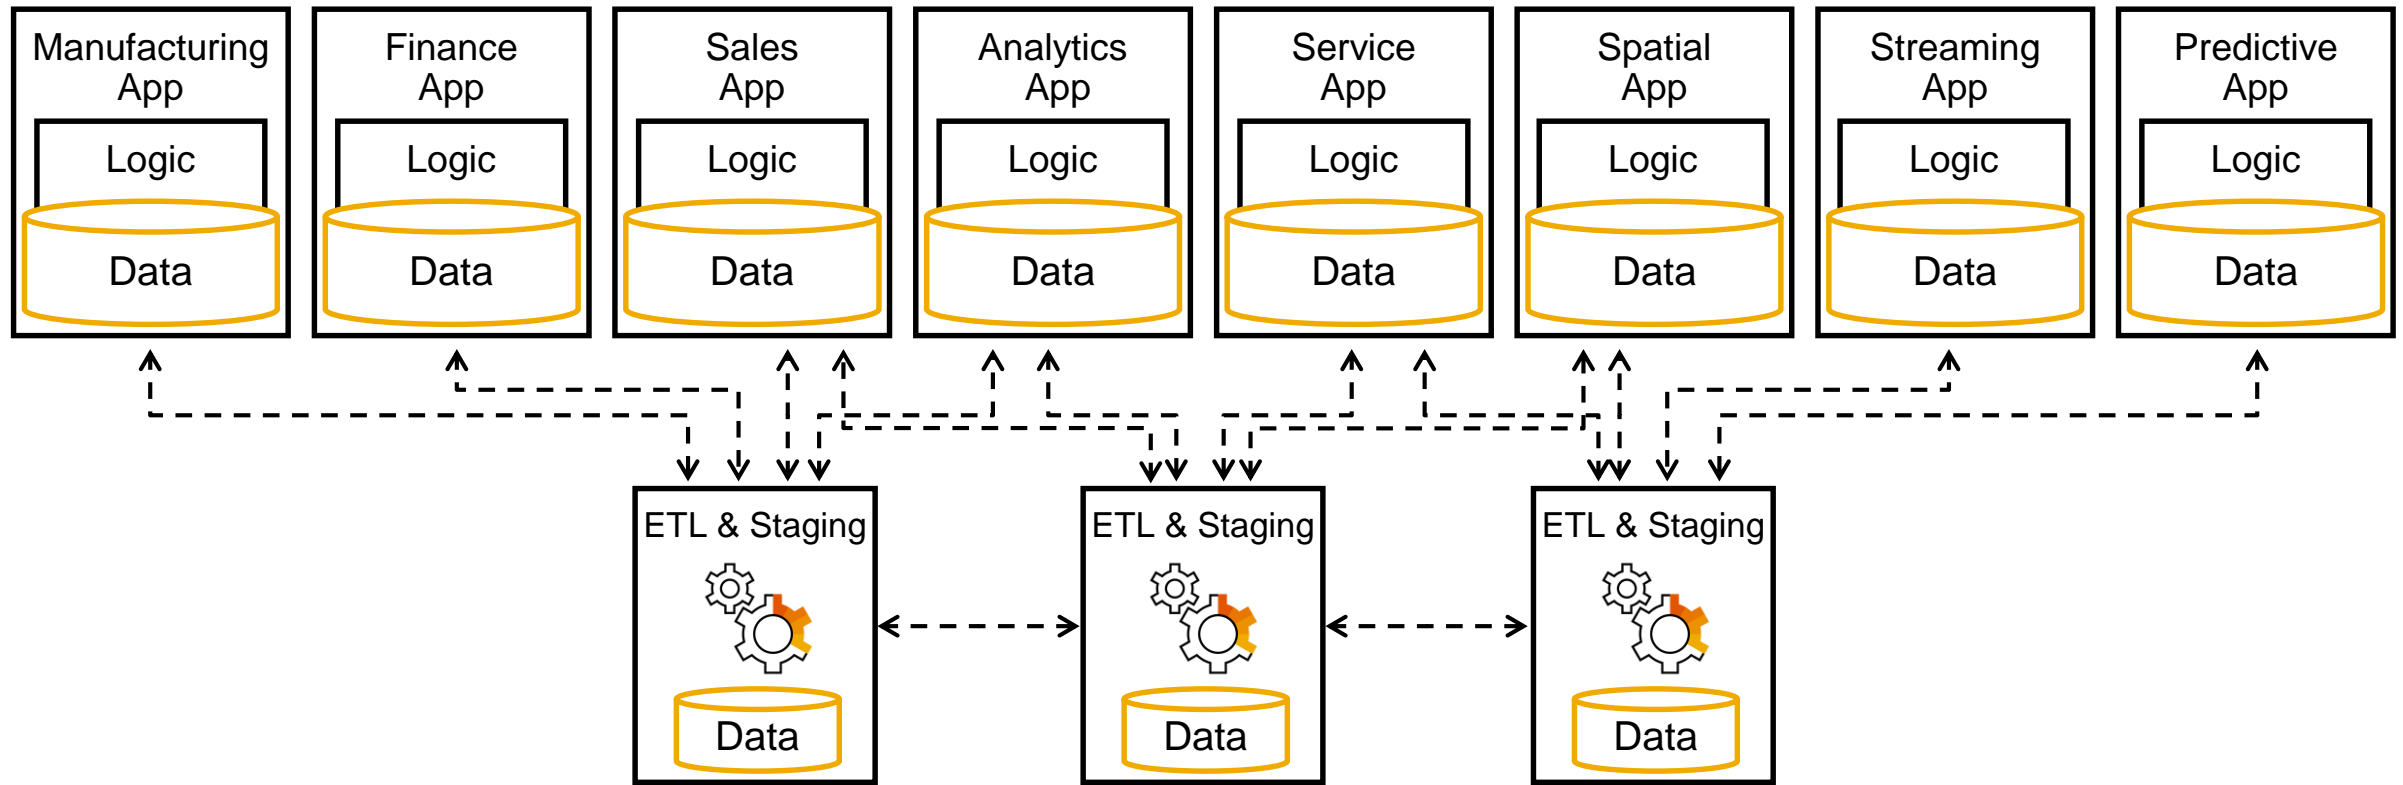 Manufacturing
App
Logic
Data
Finance
App
Logic
Data
Sales
App
Logic
Data
Analytics
App
Logic
Data
Service
App
Logic
Data
Spatial
App
Logic
Data
Streaming
App
Logic
Data
Predictive
App
Logic
Data
ETL & Staging
Data
ETL & Staging
Data
ETL & Staging
Data